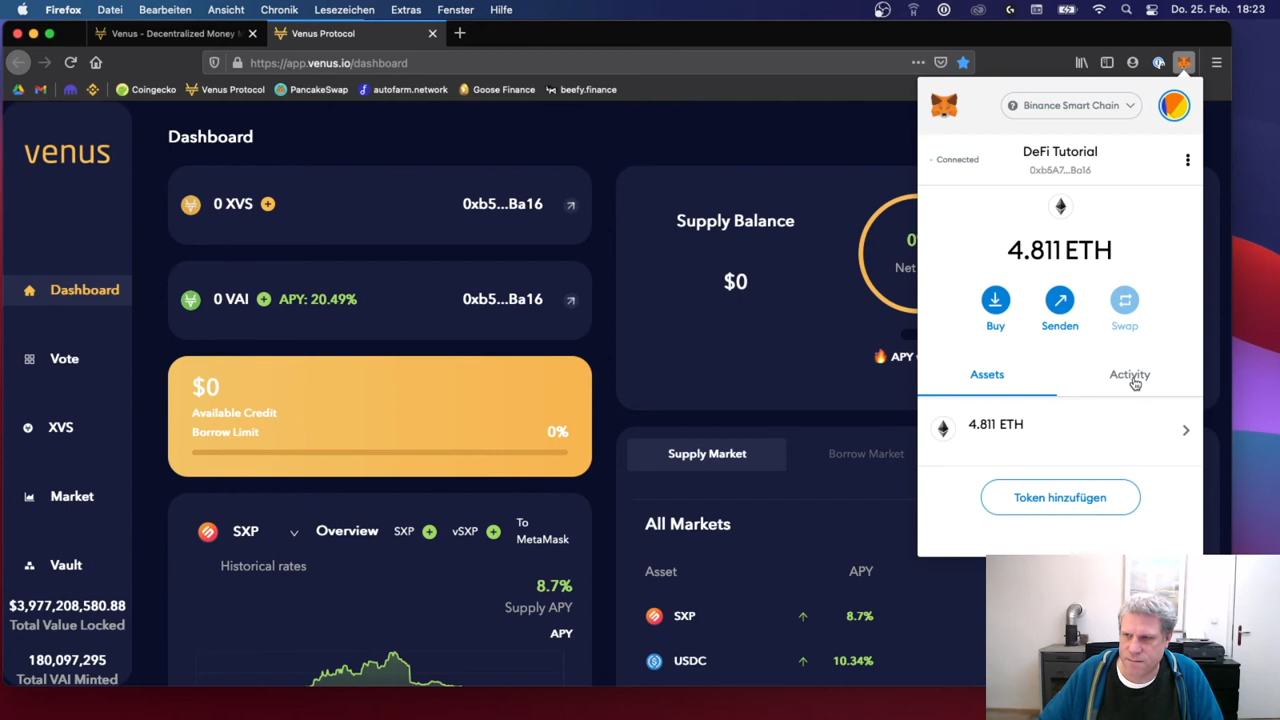 Firefox Datei Bearbeiten Ansicht Chronik Lesezeichen Extras Fenster Hilfe Do. 25. Feb. 18:23
Venus - Decentralized Money M
Venus Protocol
https://app.venus.io/dashboard
Coingecko Venus Protocol PancakeSwap autofarm.network Goose Finance beefy.finance
venus
Dashboard
Vote
XVS
Market
Vault
$3,977,208,580.88
Total Value Locked
180,097,295
Total VAI Minted
Dashboard
0 XVS 0xb5...Ba16
0 VAI APY: 20.49% 0xb5...Ba16
$0
Available Credit
Borrow Limit 0%
SXP Overview SXP vSXP To MetaMask
Historical rates
8.7%
Supply APY
APY
Supply Balance
$0
Net
APY
Supply Market Borrow Market
All Markets
Asset APY
SXP 8.7%
USDC 10.34%
Binance Smart Chain
Connected
DeFi Tutorial
0xb5A7...Ba16
4.811 ETH
Buy Senden Swap
Assets Activity
4.811 ETH
Token hinzufügen